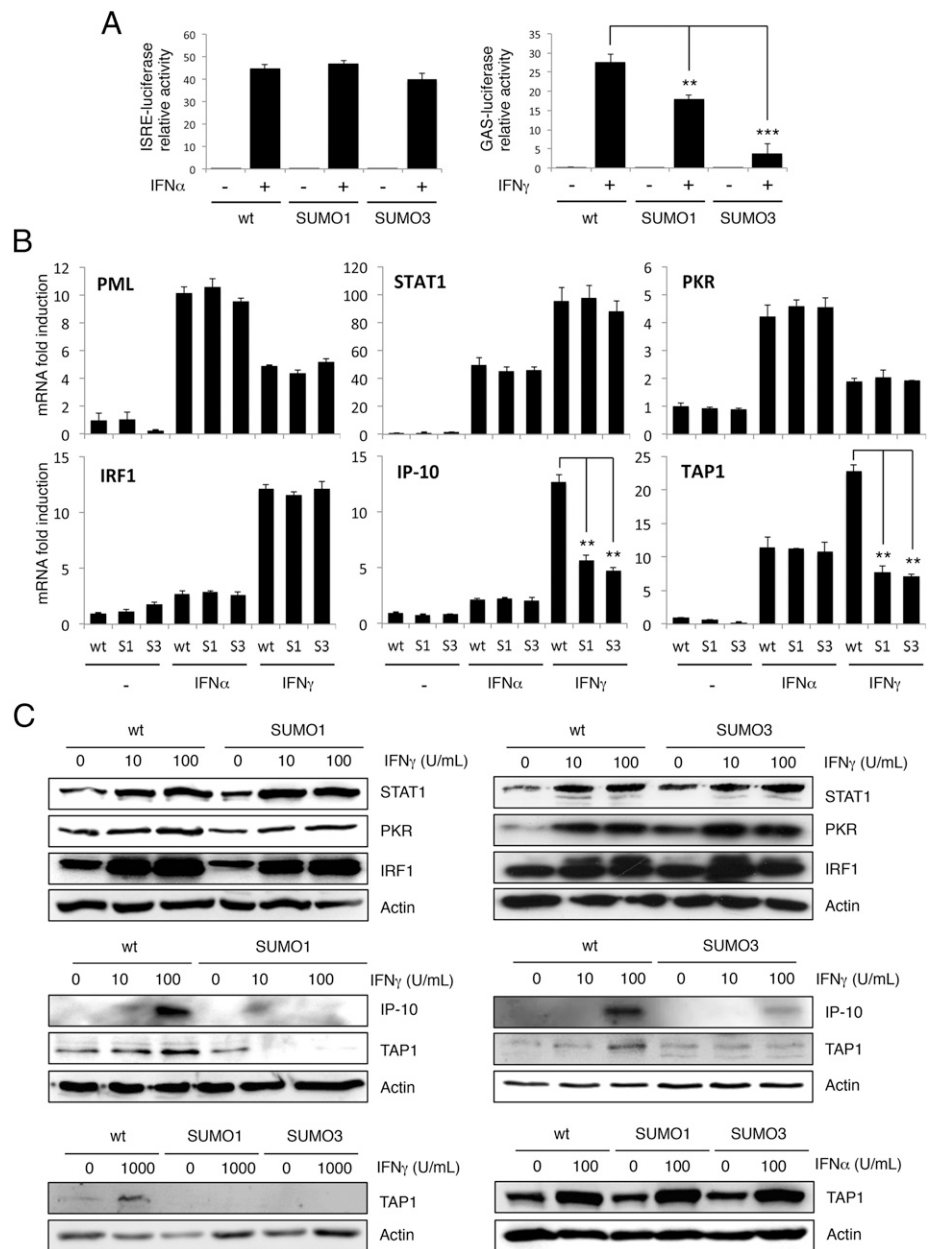 A
ISRE-luciferase
relative activity
50
40
30
20
10
0
IFNα - + - + - +
wt SUMO1 SUMO3
GAS-luciferase
relative activity
35
30
25
20
15
10
5
0
**
***
IFNγ - + - + - +
wt SUMO1 SUMO3
B
mRNA fold induction
PML
12
10
8
6
4
2
0
STAT1
120
100
80
60
40
20
0
PKR
6
4
2
0
mRNA fold induction
IRF1
15
10
5
0
wt S1 S3 wt S1 S3 wt S1 S3
- IFNα IFNγ
IP-10
15
10
5
0
** **
wt S1 S3 wt S1 S3 wt S1 S3
- IFNα IFNγ
TAP1
25
20
15
10
5
0
** **
wt S1 S3 wt S1 S3 wt S1 S3
- IFNα IFNγ
C
wt SUMO1
0 10 100 0 10 100 IFNγ (U/mL)
STAT1
PKR
IRF1
Actin
wt SUMO3
0 10 100 0 10 100 IFNγ (U/mL)
STAT1
PKR
IRF1
Actin
wt SUMO1
0 10 100 0 10 100 IFNγ (U/mL)
IP-10
TAP1
Actin
wt SUMO3
0 10 100 0 10 100 IFNγ (U/mL)
IP-10
TAP1
Actin
wt SUMO1 SUMO3
0 1000 0 1000 0 1000 IFNγ (U/mL)
TAP1
Actin
wt SUMO1 SUMO3
0 100 0 100 0 100 IFNα (U/mL)
TAP1
Actin